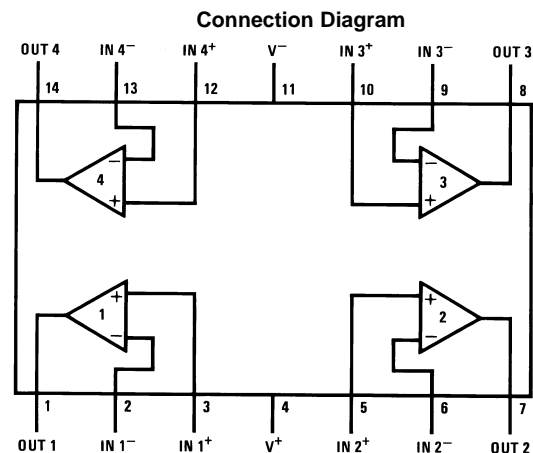 Connection Diagram
OUT 4 IN 4⁻ IN 4⁺ V⁻ IN 3⁺ IN 3⁻ OUT 3
14 13 12 11 10 9 8
− −
4 3
+ +
+ +
1 2
− −
1 2 3 4 5 6 7
OUT 1 IN 1⁻ IN 1⁺ V⁺ IN 2⁺ IN 2⁻ OUT 2